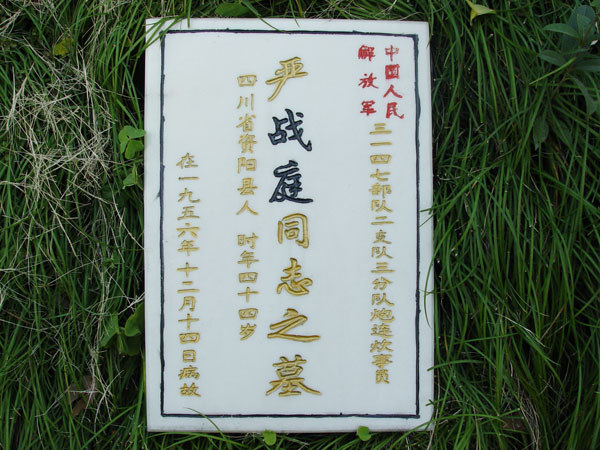 中国人民
解放军
三一四七部队二支队三分队炮连炊事员
严战庭同志之墓
四川省资阳县人 时年四十四岁
在一九五六年十二月十四日病故